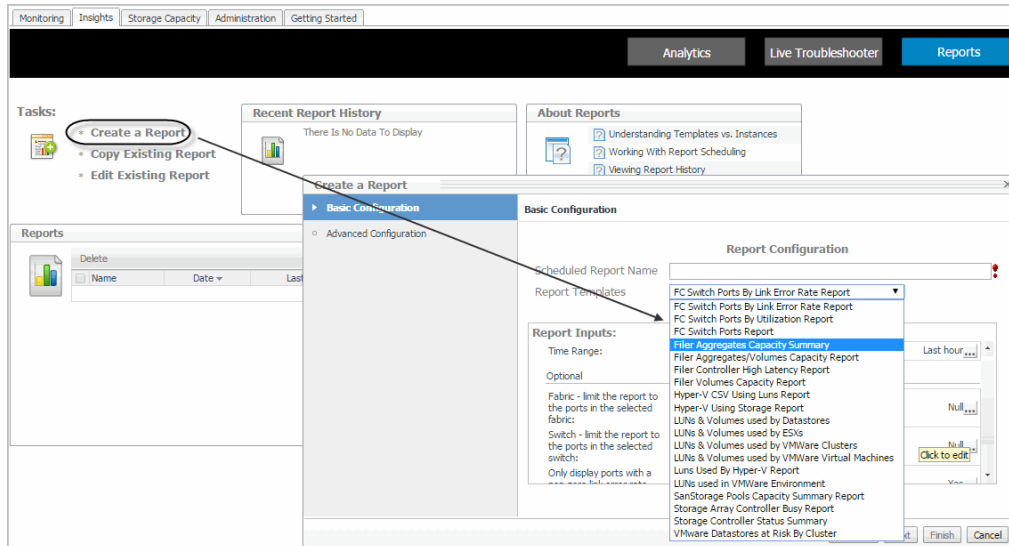 Monitoring Insights Storage Capacity Administration Getting Started
Analytics Live Troubleshooter Reports
Tasks:
Create a Report
Copy Existing Report
Edit Existing Report
Recent Report History
There Is No Data To Display
About Reports
Understanding Templates vs. Instances
Working With Report Scheduling
Viewing Report History
Reports
Delete
Name Date Last
Create a Report
Basic Configuration
Advanced Configuration
Basic Configuration
Report Configuration
Scheduled Report Name
Report Templates
FC Switch Ports By Link Error Rate Report
FC Switch Ports By Link Error Rate Report
FC Switch Ports By Utilization Report
FC Switch Ports Report
Filer Aggregates Capacity Summary
Filer Aggregates/Volumes Capacity Report
Filer Controller High Latency Report
Filer Volumes Capacity Report
Hyper-V CSV Using Luns Report
Hyper-V Using Storage Report
LUNs & Volumes used by Datastores
LUNs & Volumes used by ESXs
LUNs & Volumes used by VMWare Clusters
LUNs & Volumes used by VMWare Virtual Machines
Luns Used By Hyper-V Report
LUNs used in VMWare Environment
SanStorage Pools Capacity Summary Report
Storage Array Controller Busy Report
Storage Controller Status Summary
VMware Datastores at Risk By Cluster
Report Inputs:
Time Range:
Last hour ...
Optional
Fabric - limit the report to
the ports in the selected
fabric:
Null ...
Switch - limit the report to
the ports in the selected
switch:
Null
Click to edit
Only display ports with a
Finish Cancel